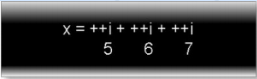 x = ++i + ++i + ++i
5 6 7